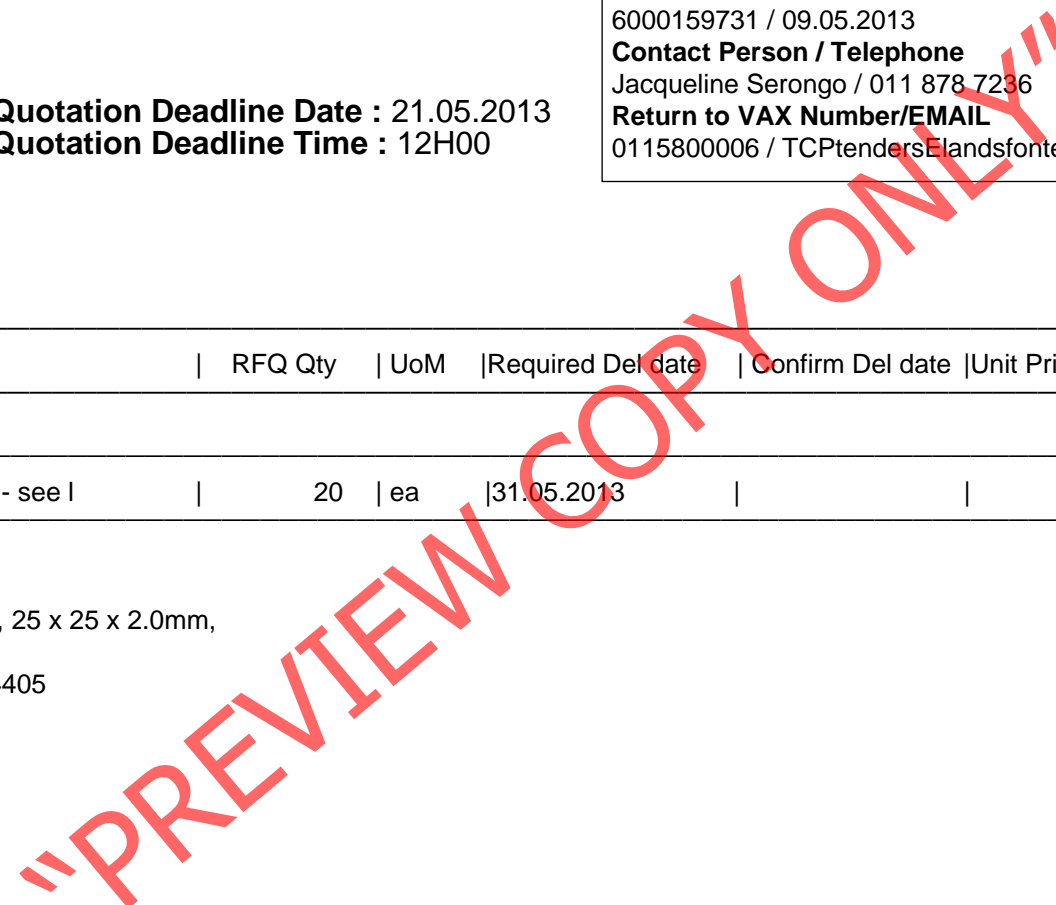 6000159731 / 09.05.2013
Contact Person / Telephone
Jacqueline Serongo / 011 878 7236
Return to VAX Number/EMAIL
0115800006 / TCPtendersElandsfonte
Quotation Deadline Date : 21.05.2013
Quotation Deadline Time : 12H00
| RFQ Qty | UoM |Required Del date | Confirm Del date |Unit Pri
- see l | 20 | ea |31.05.2013 | |
, 25 x 25 x 2.0mm,
405
"PREVIEW COPY ONLY"